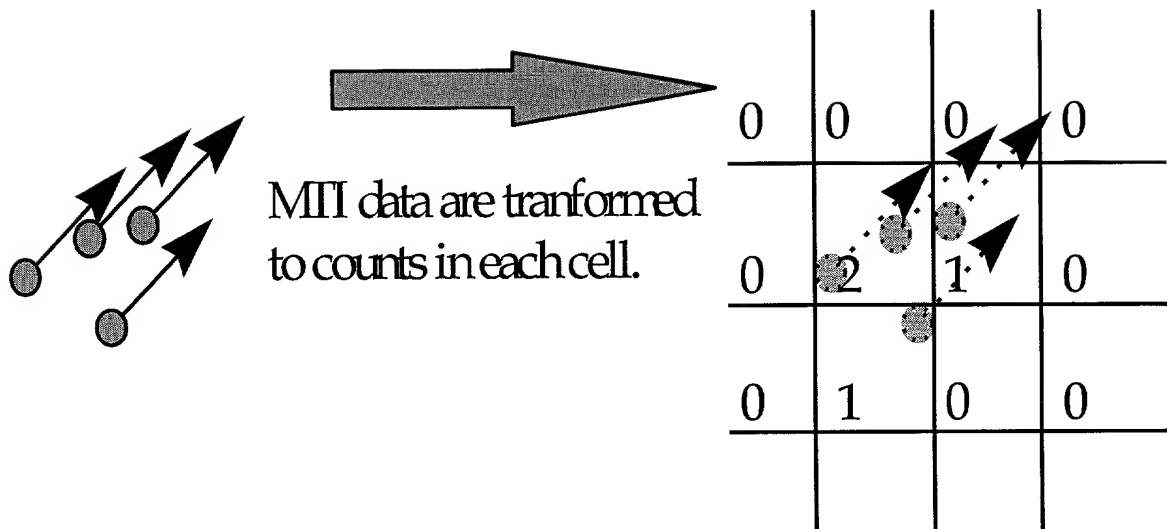 MTI data are tranformed
to counts in each cell.
0 0 0 0
0 2 1 0
0 1 0 0